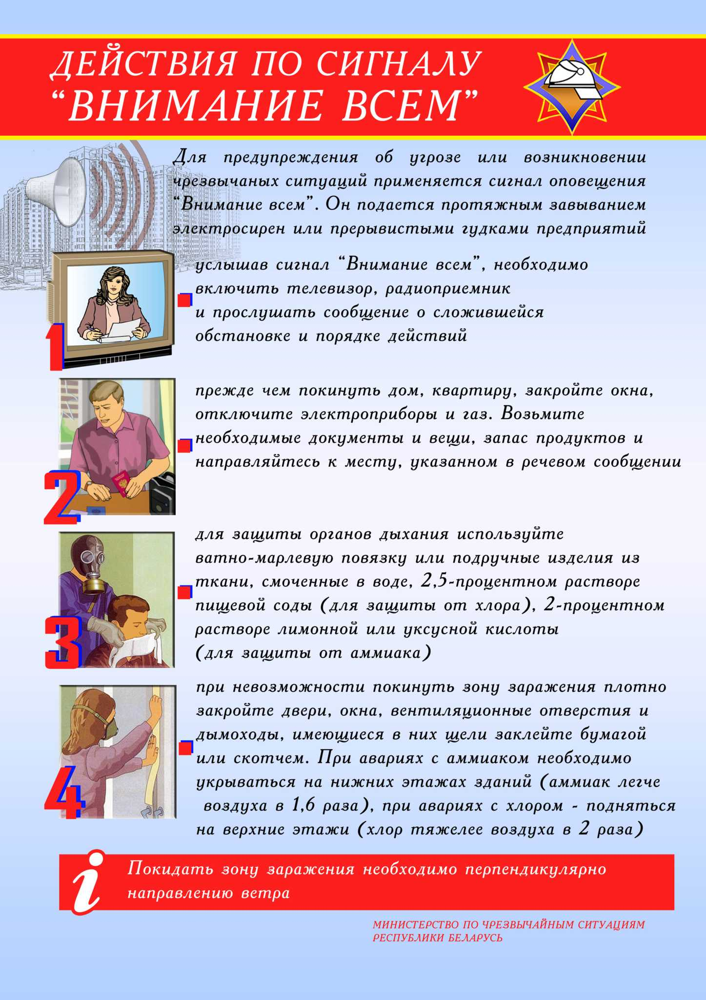 ДЕЙСТВИЯ ПО СИГНАЛУ
“ВНИМАНИЕ ВСЕМ”
Для предупреждения об угрозе или возникновении
чрезвычаных ситуаций применяется сигнал оповещения
“Внимание всем”. Он подается протяжным завыванием
электросирен или прерывистыми гудками предприятий
1
услышав сигнал “Внимание всем”, необходимо
включить телевизор, радиоприемник
и прослушать сообщение о сложившейся
обстановке и порядке действий
2
прежде чем покинуть дом, квартиру, закройте окна,
отключите электроприборы и газ. Возьмите
необходимые документы и вещи, запас продуктов и
направляйтесь к месту, указанном в речевом сообщении
3
для защиты органов дыхания используйте
ватно-марлевую повязку или подручные изделия из
ткани, смоченные в воде, 2,5-процентном растворе
пищевой соды (для защиты от хлора), 2-процентном
растворе лимонной или уксусной кислоты
(для защиты от аммиака)
4
при невозможности покинуть зону заражения плотно
закройте двери, окна, вентиляционные отверстия и
дымоходы, имеющиеся в них щели заклейте бумагой
или скотчем. При авариях с аммиаком необходимо
укрываться на нижних этажах зданий (аммиак легче
воздуха в 1,6 раза), при авариях с хлором - подняться
на верхние этажи (хлор тяжелее воздуха в 2 раза)
i
Покидать зону заражения необходимо перпендикулярно
направлению ветра
МИНИСТЕРСТВО ПО ЧРЕЗВЫЧАЙНЫМ СИТУАЦИЯМ
РЕСПУБЛИКИ БЕЛАРУСЬ